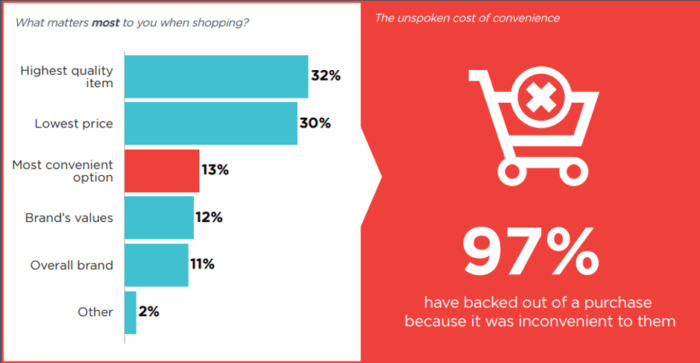 What matters most to you when shopping?
Highest quality
item
32%
Lowest price
30%
Most convenient
option
13%
Brand's values
12%
Overall brand
11%
Other
2%
The unspoken cost of convenience
97%
have backed out of a purchase
because it was inconvenient to them